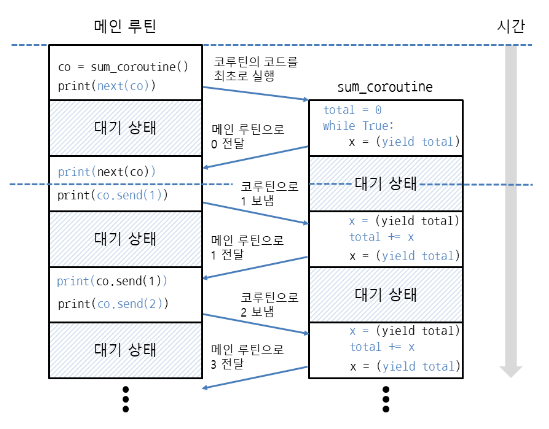 메인 루틴
시간
co = sum_coroutine()
print(next(co))
코루틴의 코드를
최초로 실행
sum_coroutine
total = 0
while True:
x = (yield total)
대기 상태
메인 루틴으로
0 전달
print(next(co))
print(co.send(1))
대기 상태
코루틴으로
1 보냄
x = (yield total)
total += x
x = (yield total)
대기 상태
메인 루틴으로
1 전달
print(co.send(1))
print(co.send(2))
대기 상태
코루틴으로
2 보냄
x = (yield total)
total += x
x = (yield total)
대기 상태
메인 루틴으로
3 전달